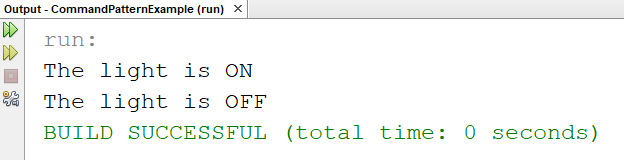 Output - CommandPatternExample (run) ×
run:
The light is ON
The light is OFF
BUILD SUCCESSFUL (total time: 0 seconds)